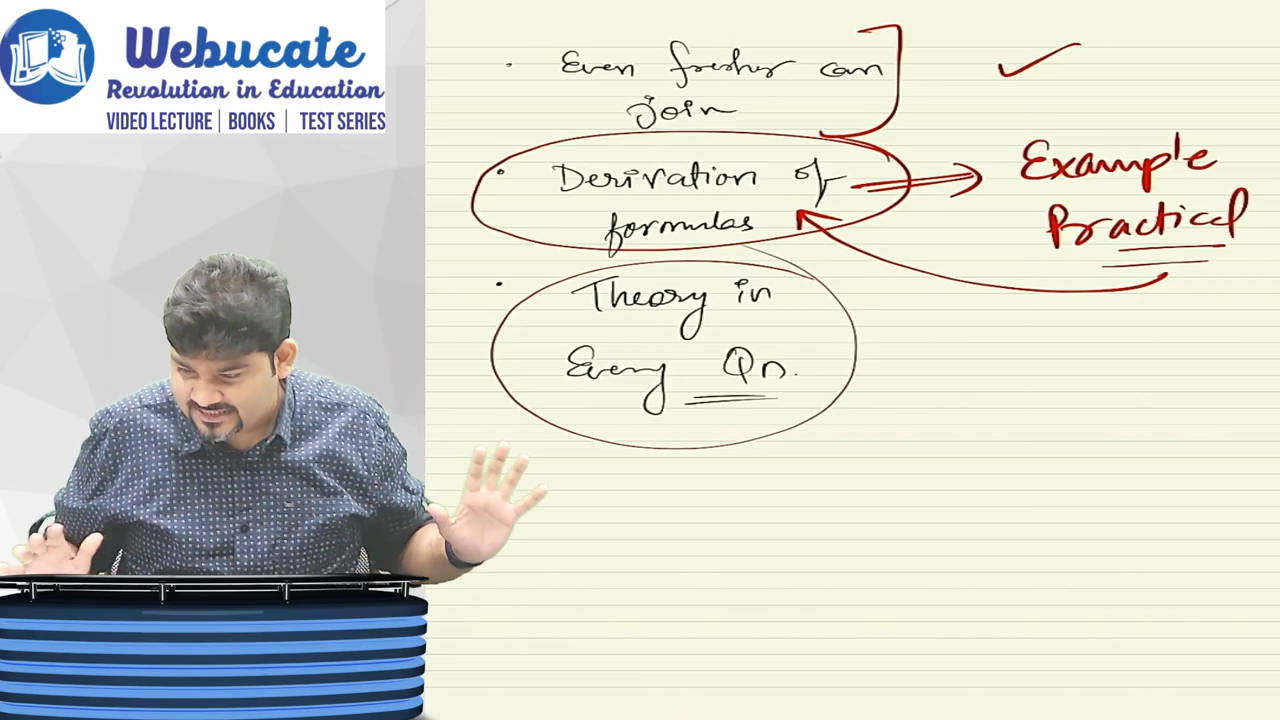 Webucate
Revolution in Education
VIDEO LECTURE | BOOKS | TEST SERIES
· Even fresher can
join
· Derivation of
formulas
Example
Practical
· Theory in
Every Qn.